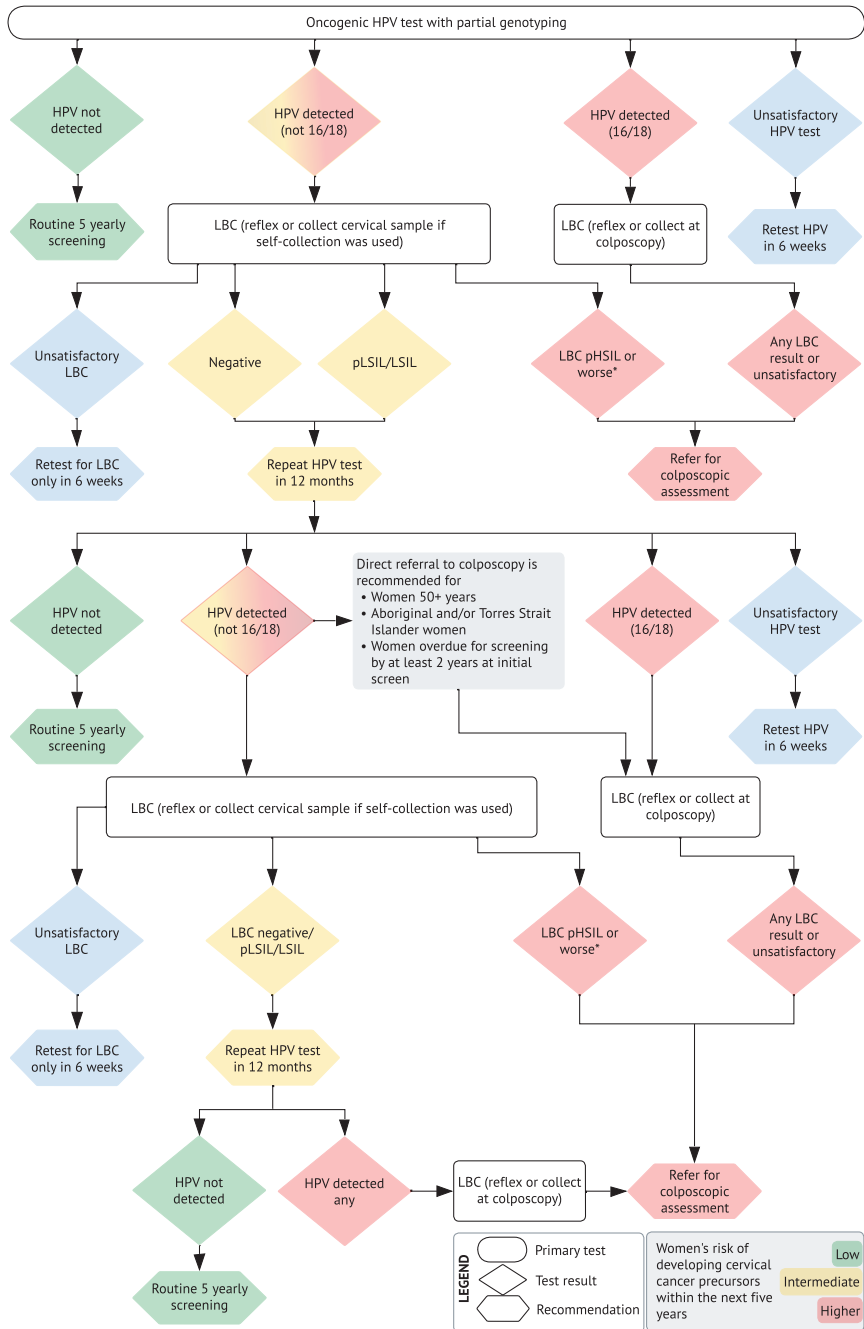 Oncogenic HPV test with partial genotyping
HPV not
detected
HPV detected
(not 16/18)
HPV detected
(16/18)
Unsatisfactory
HPV test
Routine 5 yearly
screening
LBC (reflex or collect cervical sample if
self-collection was used)
LBC (reflex or collect at
colposcopy)
Retest HPV
in 6 weeks
Unsatisfactory
LBC
Negative
pLSIL/LSIL
LBC pHSIL or
worse*
Any LBC
result or
unsatisfactory
Retest for LBC
only in 6 weeks
Repeat HPV test
in 12 months
Refer for
colposcopic
assessment
HPV not
detected
HPV detected
(not 16/18)
Direct referral to colposcopy is
recommended for
• Women 50+ years
• Aboriginal and/or Torres Strait
Islander women
• Women overdue for screening
by at least 2 years at initial
screen
HPV detected
(16/18)
Unsatisfactory
HPV test
Routine 5 yearly
screening
Retest HPV
in 6 weeks
LBC (reflex or collect cervical sample if self-collection was used)
LBC (reflex or collect at
colposcopy)
Unsatisfactory
LBC
LBC negative/
pLSIL/LSIL
LBC pHSIL or
worse*
Any LBC
result or
unsatisfactory
Retest for LBC
only in 6 weeks
Repeat HPV test
in 12 months
HPV not
detected
HPV detected
any
LBC (reflex or collect
at colposcopy)
Refer for
colposcopic
assessment
Routine 5 yearly
screening
LEGEND
Primary test
Test result
Recommendation
Women's risk of
developing cervical
cancer precursors
within the next five
years
Low
Intermediate
Higher